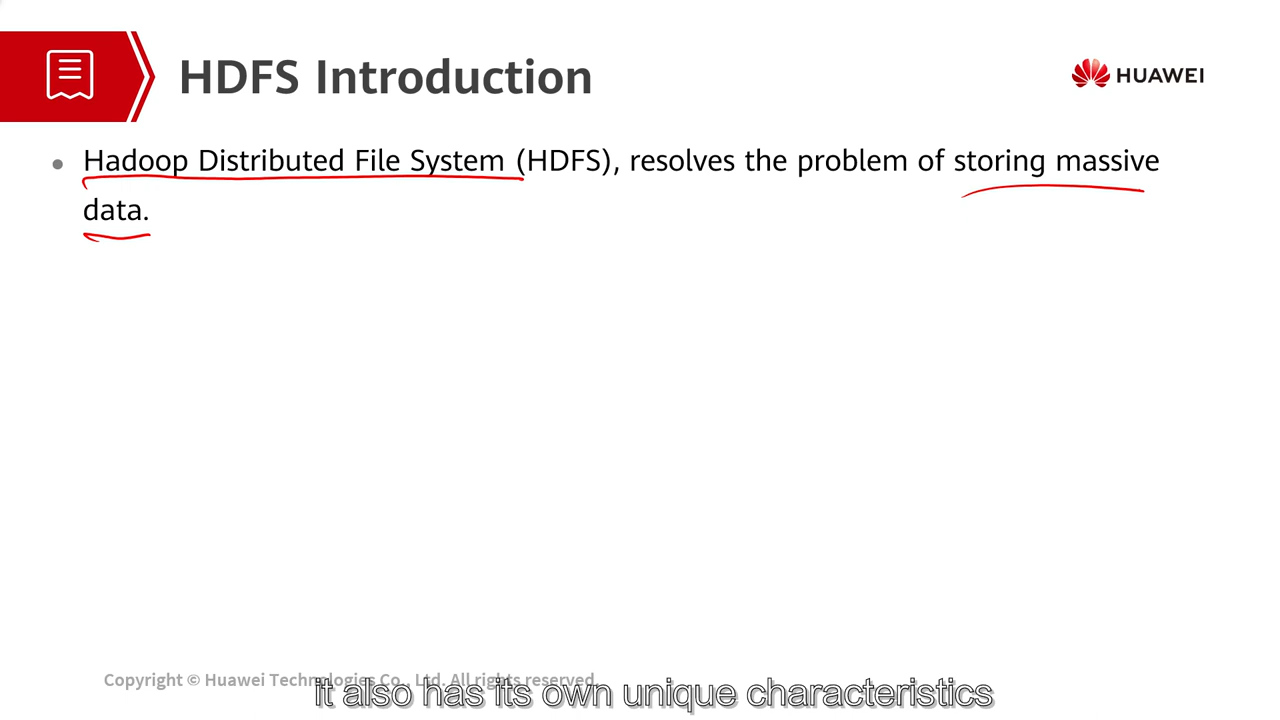 HDFS Introduction
HUAWEI
Hadoop Distributed File System (HDFS), resolves the problem of storing massive
data.
Copyright © Huawei Technologies Co., Ltd. All rights reserved.
it also has its own unique characteristics